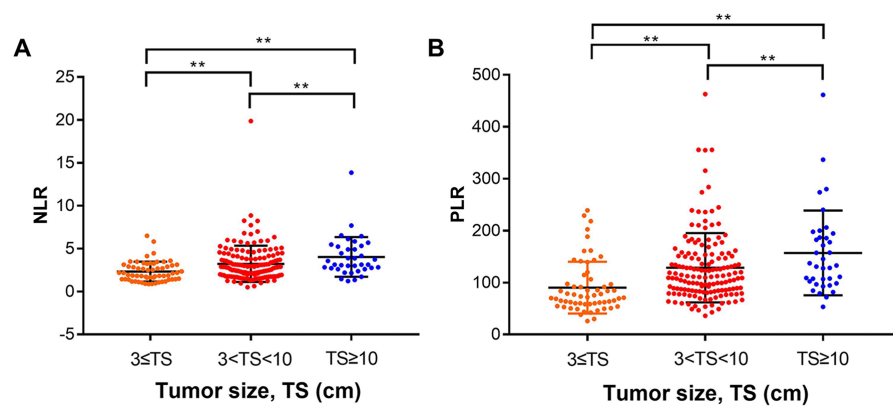 A
**
**
**
25
20
15
10
5
0
-5
NLR
3≤TS
3<TS<10
TS≥10
Tumor size, TS (cm)
B
**
**
**
500
400
300
200
100
0
PLR
3≤TS
3<TS<10
TS≥10
Tumor size, TS (cm)